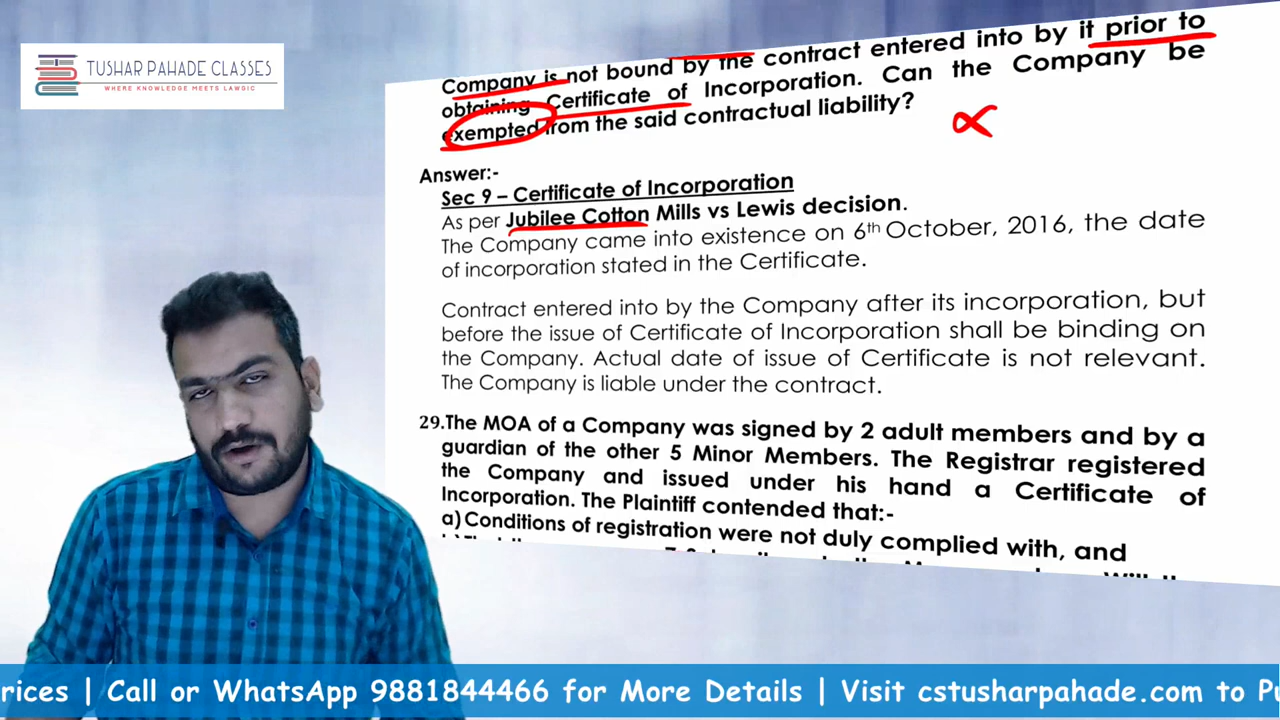 TUSHAR PAHADE CLASSES
WHERE KNOWLEDGE MEETS LAWGIC
Company is not bound by the contract entered into by it prior to
obtaining Certificate of Incorporation. Can the Company be
exempted from the said contractual liability?
Answer:-
Sec 9 – Certificate of Incorporation
As per Jubilee Cotton Mills vs Lewis decision.
The Company came into existence on 6th October, 2016, the date
of incorporation stated in the Certificate.
Contract entered into by the Company after its incorporation, but
before the issue of Certificate of Incorporation shall be binding on
the Company. Actual date of issue of Certificate is not relevant.
The Company is liable under the contract.
29.The MOA of a Company was signed by 2 adult members and by a
guardian of the other 5 Minor Members. The Registrar registered
the Company and issued under his hand a Certificate of
Incorporation. The Plaintiff contended that:-
a) Conditions of registration were not duly complied with, and
rices | Call or WhatsApp 9881844466 for More Details | Visit cstusharpahade.com to Pu